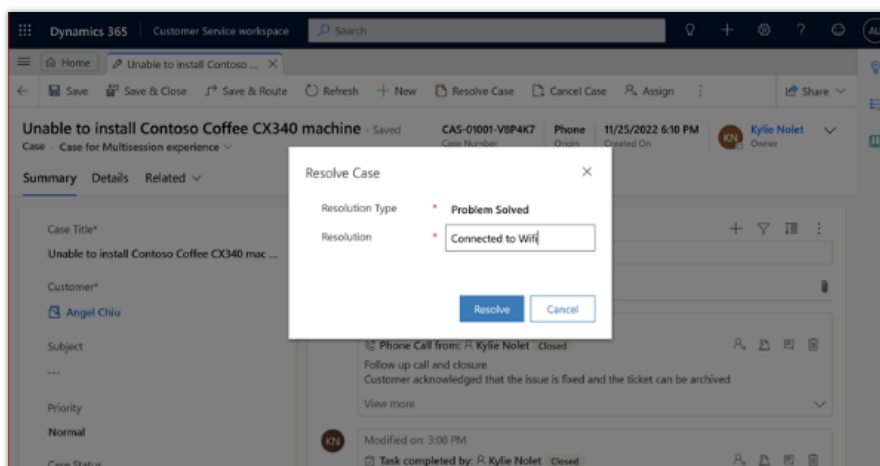 Dynamics 365 Customer Service workspace Search ? AU
Home Unable to install Contoso ...
Save Save & Close Save & Route Refresh New Resolve Case Cancel Case Assign Share
Unable to install Contoso Coffee CX340 machine - Saved
Case - Case for Multisession experience
CAS-01001-V8P4K7
Case Number
Phone
Origin
11/25/2022 6:10 PM
Created On
KN
Kylie Nolet
Owner
Summary Details Related
Case Title*
Unable to install Contoso Coffee CX340 mac ...
Customer*
Angel Chiu
Subject
---
Priority
Normal
Case Status
Resolve Case
Resolution Type * Problem Solved
Resolution * Connected to Wifi
Resolve Cancel
Phone Call from: Kylie Nolet Closed
Follow up call and closure
Customer acknowledged that the issue is fixed and the ticket can be archived
View more
KN
Modified on: 3:08 PM
Task completed by: Kylie Nolet Closed